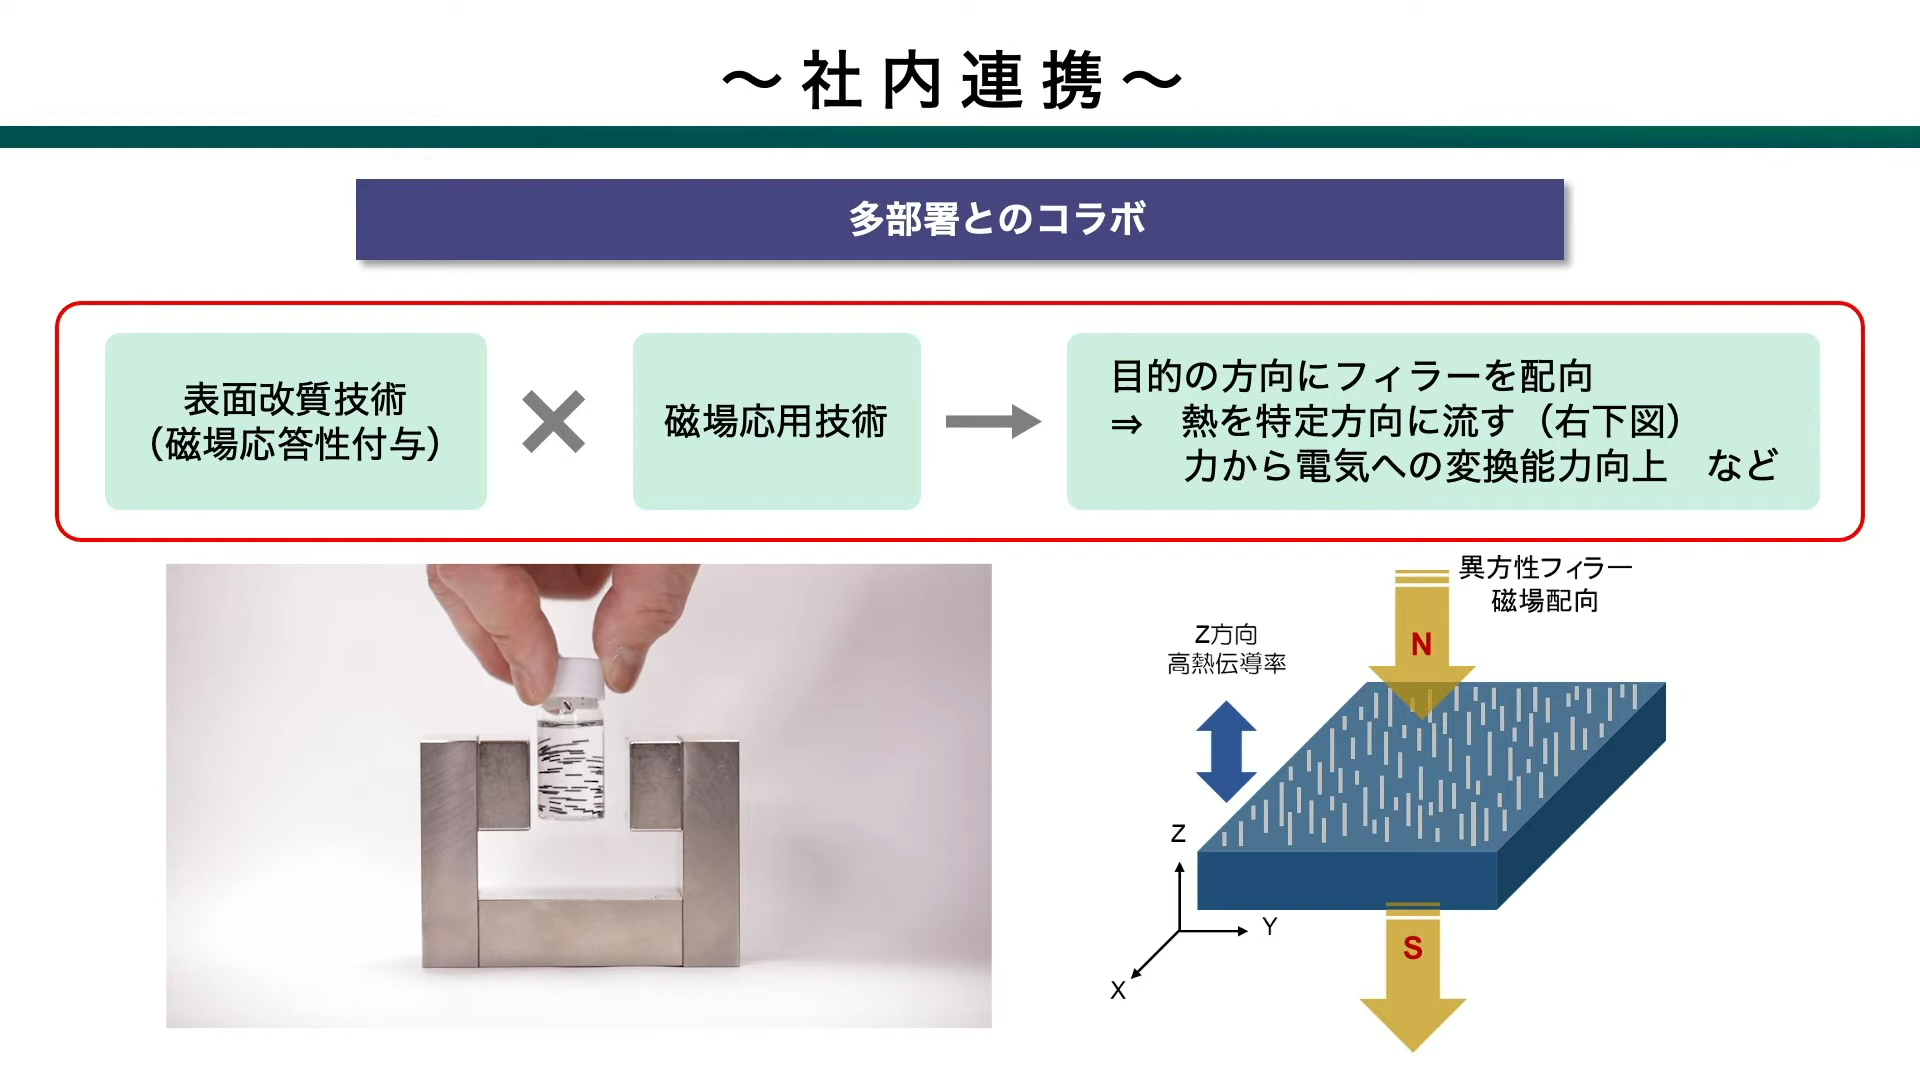 ～社内連携～
多部署とのコラボ
表面改質技術
（磁場応答性付与）
×
磁場応用技術
目的の方向にフィラーを配向
⇒　熱を特定方向に流す（右下図）
力から電気への変換能力向上　など
異方性フィラー
磁場配向
N
Z方向
高熱伝導率
Z
Y
X
S